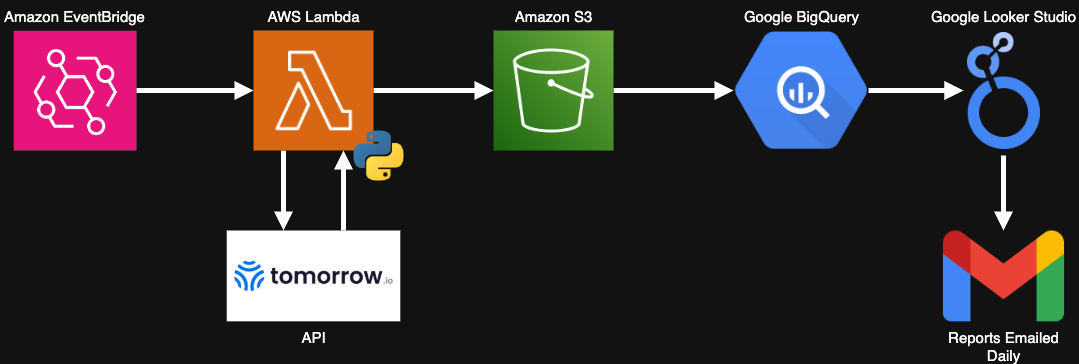 Amazon EventBridge
AWS Lambda
Amazon S3
Google BigQuery
Google Looker Studio
tomorrow.io
API
Reports Emailed
Daily